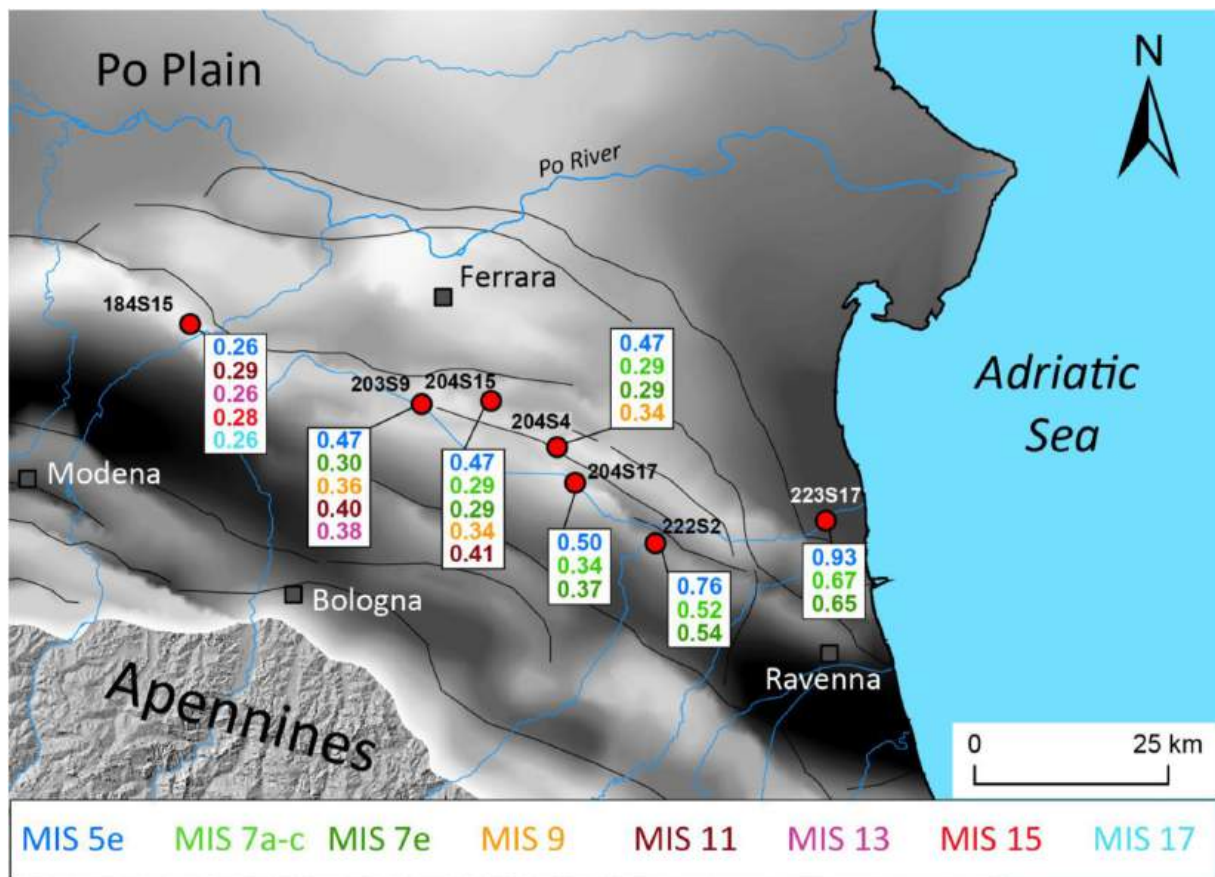 Po Plain
N
Po River
Ferrara
184S15
0.26
0.29
0.26
0.28
0.26
203S9
0.47
0.30
0.36
0.40
0.38
204S15
0.47
0.29
0.29
0.34
0.41
204S4
0.47
0.29
0.29
0.34
204S17
0.50
0.34
0.37
222S2
0.76
0.52
0.54
223S17
0.93
0.67
0.65
Adriatic
Sea
Modena
Bologna
Ravenna
Apennines
0 25 km
MIS 5e MIS 7a-c MIS 7e MIS 9 MIS 11 MIS 13 MIS 15 MIS 17